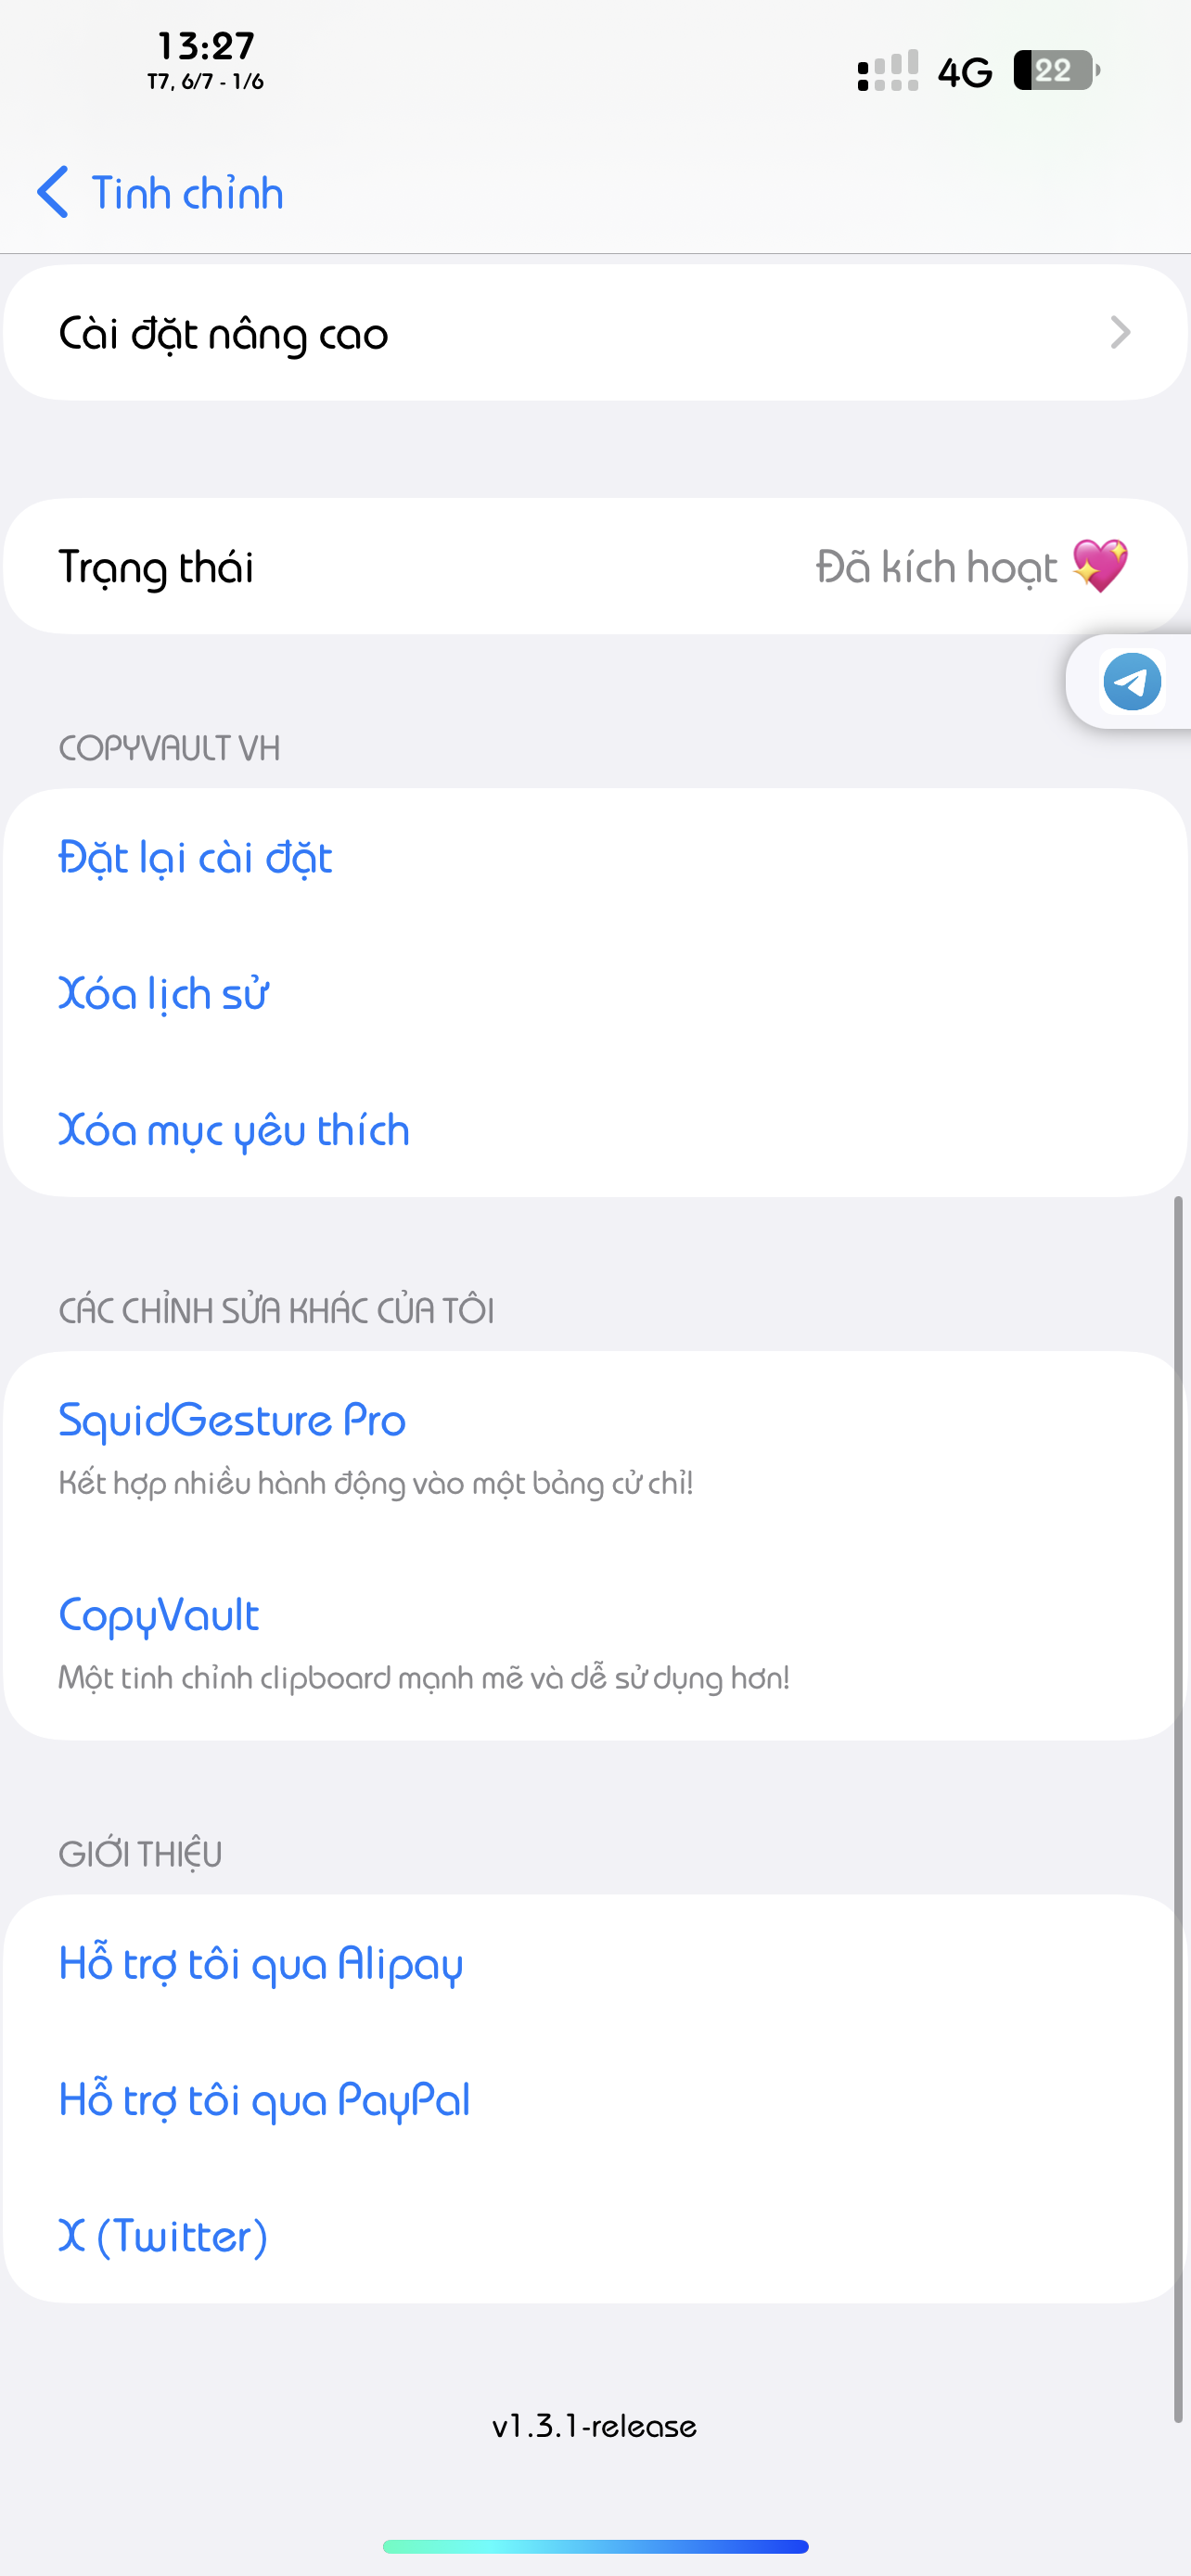 13:27
T7, 6/7 - 1/6
4G
22
Tinh chỉnh
Cài đặt nâng cao
Trạng thái
Đã kích hoạt 💖
COPYVAULT VH
Đặt lại cài đặt
Xóa lịch sử
Xóa mục yêu thích
CÁC CHỈNH SỬA KHÁC CỦA TÔI
SquidGesture Pro
Kết hợp nhiều hành động vào một bảng cử chỉ!
CopyVault
Một tinh chỉnh clipboard mạnh mẽ và dễ sử dụng hơn!
GIỚI THIỆU
Hỗ trợ tôi qua Alipay
Hỗ trợ tôi qua PayPal
X (Twitter)
v1.3.1-release